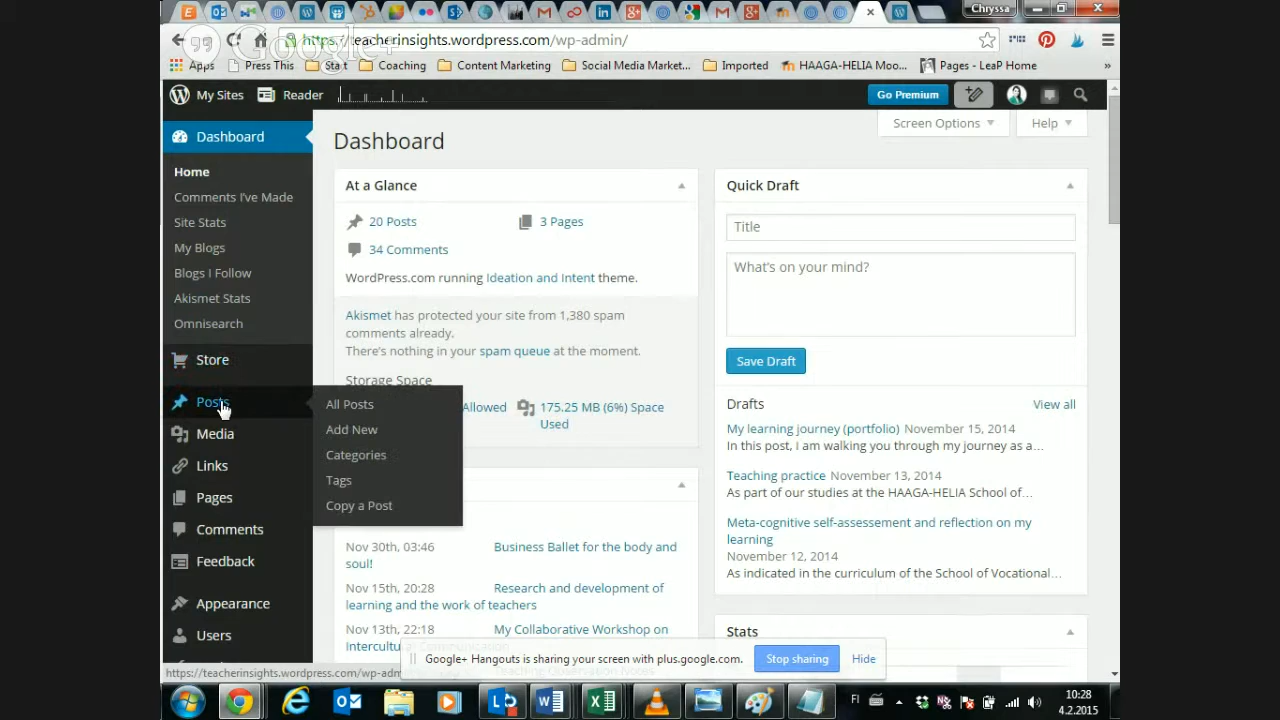 Chryssa
https://teacherinsights.wordpress.com/wp-admin/
Google+
Apps
Press This
Start
Coaching
Content Marketing
Social Media Market...
Imported
HAAGA-HELIA Moo...
Pages - LeaP Home
»
My Sites
Reader
Go Premium
Dashboard
Home
Comments I've Made
Site Stats
My Blogs
Blogs I Follow
Akismet Stats
Omnisearch
Store
Posts
Media
Links
Pages
Comments
Feedback
Appearance
Users
All Posts
Add New
Categories
Tags
Copy a Post
Dashboard
Screen Options
Help
At a Glance
20 Posts
3 Pages
34 Comments
WordPress.com running Ideation and Intent theme.
Akismet has protected your site from 1,380 spam
comments already.
There's nothing in your spam queue at the moment.
Storage Space
Allowed
175.25 MB (6%) Space
Used
Nov 30th, 03:46 Business Ballet for the body and
soul!
Nov 15th, 20:28 Research and development of
learning and the work of teachers
Nov 13th, 22:18 My Collaborative Workshop on
Quick Draft
Title
What's on your mind?
Save Draft
Drafts
View all
My learning journey (portfolio) November 15, 2014
In this post, I am walking you through my journey as a...
Teaching practice November 13, 2014
As part of our studies at the HAAGA-HELIA School of...
Meta-cognitive self-assessment and reflection on my
learning
November 12, 2014
As indicated in the curriculum of the School of Vocational...
Stats
Google+ Hangouts is sharing your screen with plus.google.com.
Stop sharing
Hide
https://teacherinsights.wordpress.com/wp-adm
FI
10:28
4.2.2015